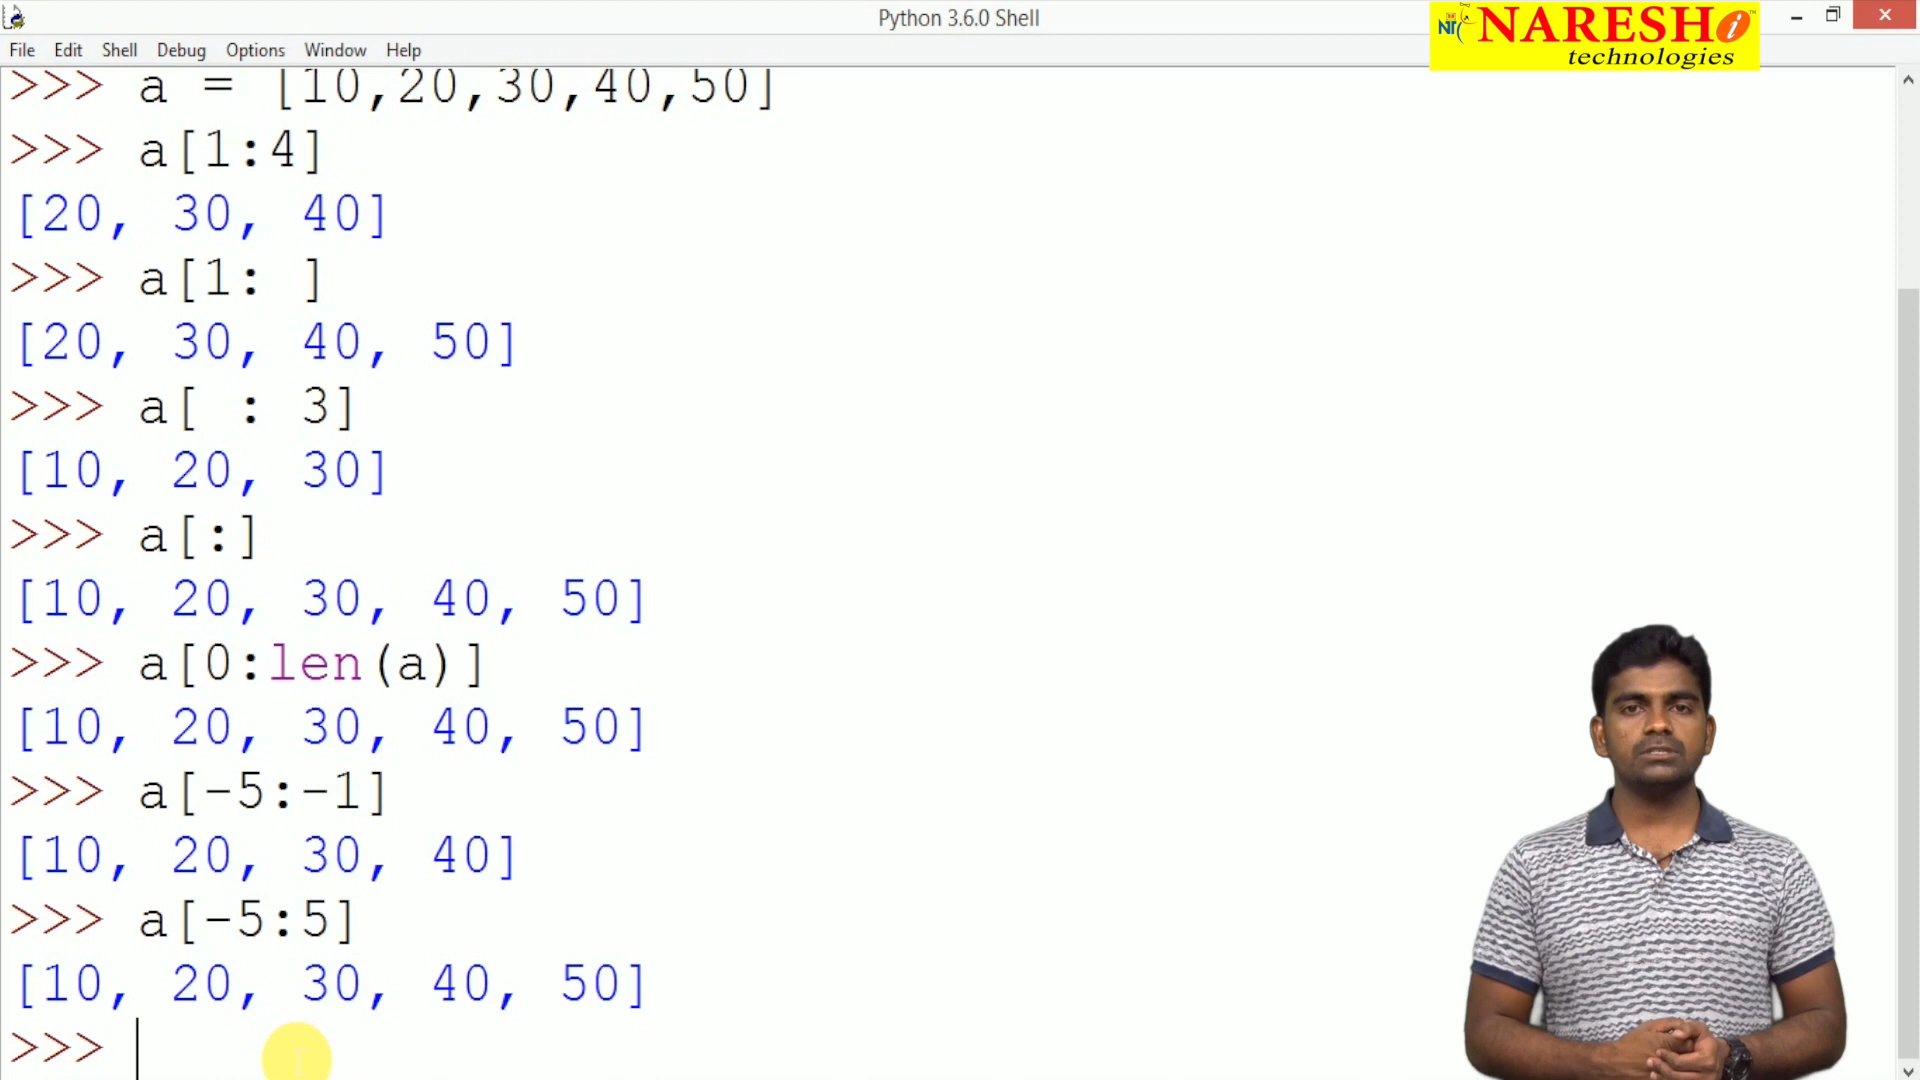 Python 3.6.0 Shell
NT NARESH i
technologies
File Edit Shell Debug Options Window Help
>>> a = [10,20,30,40,50]
>>> a[1:4]
[20, 30, 40]
>>> a[1: ]
[20, 30, 40, 50]
>>> a[ : 3]
[10, 20, 30]
>>> a[:]
[10, 20, 30, 40, 50]
>>> a[0:len(a)]
[10, 20, 30, 40, 50]
>>> a[-5:-1]
[10, 20, 30, 40]
>>> a[-5:5]
[10, 20, 30, 40, 50]
>>>